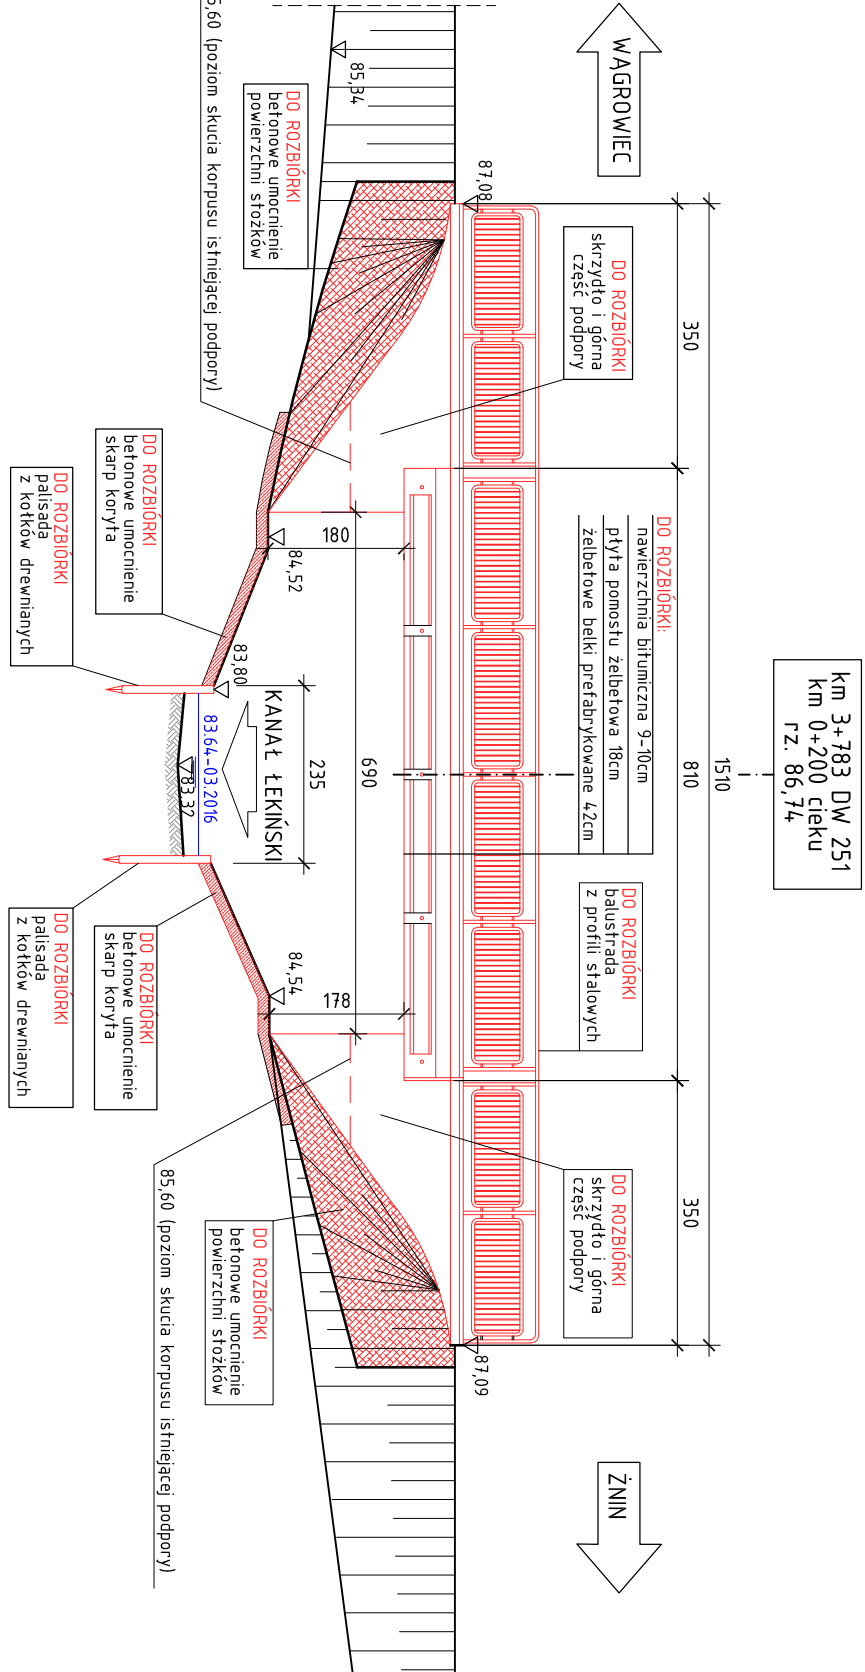 km 3+783 DW 251
km 0+200 cieku
rz. 86,74
WĄGROWIEC
ŻNIN
1510
350
810
350
87,08
87,09
85,34
DO ROZBIÓRKI
skrzydło i górna
część podpory
DO ROZBIÓRKI:
nawierzchnia bitumiczna 9-10cm
płyta pomostu żelbetowa 18cm
żelbetowe belki prefabrykowane 42cm
DO ROZBIÓRKI
balustrada
z profili stalowych
DO ROZBIÓRKI
skrzydło i górna
część podpory
DO ROZBIÓRKI
betonowe umocnienie
powierzchni stożków
690
180
178
235
84,52
84,54
83,80
KANAŁ ŁEKIŃSKI
83.64-03.2016
83.32
DO ROZBIÓRKI
betonowe umocnienie
powierzchni stożków
5,60 (poziom skucia korpusu istniejącej podpory)
85,60 (poziom skucia korpusu istniejącej podpory)
DO ROZBIÓRKI
betonowe umocnienie
skarp koryta
DO ROZBIÓRKI
betonowe umocnienie
skarp koryta
DO ROZBIÓRKI
palisada
z kołków drewnianych
DO ROZBIÓRKI
palisada
z kołków drewnianych